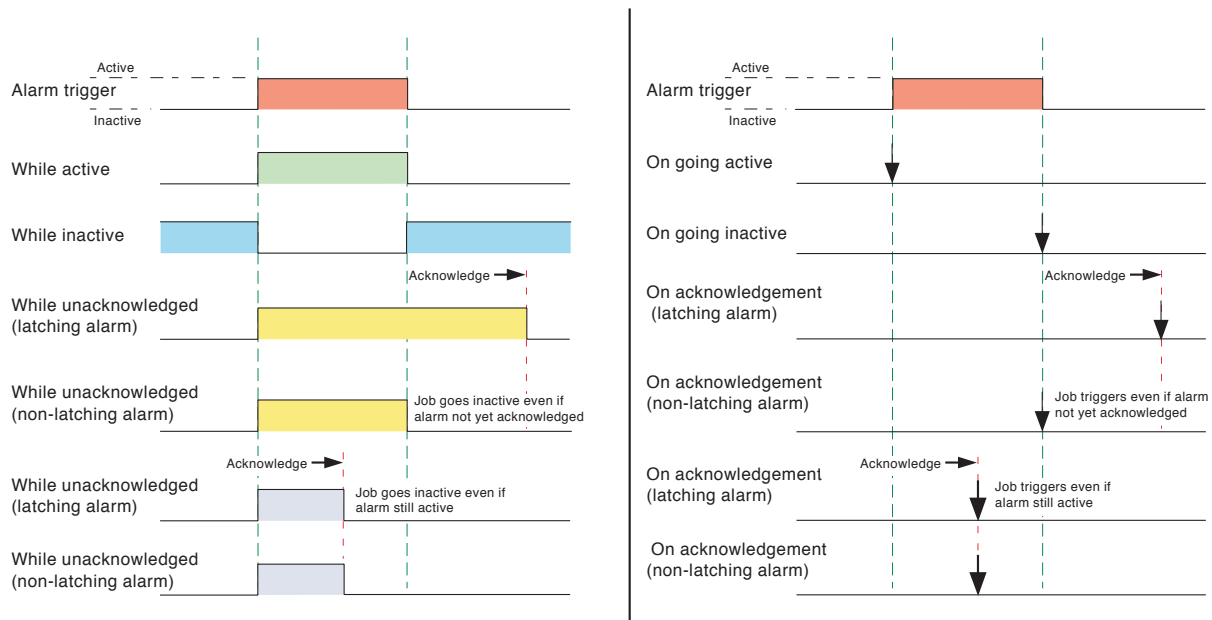 Active
Alarm trigger
Inactive
While active
While inactive
Acknowledge
While unacknowledged
(latching alarm)
While unacknowledged
(non-latching alarm)
Job goes inactive even if
alarm not yet acknowledged
Acknowledge
While unacknowledged
(latching alarm)
Job goes inactive even if
alarm still active
While unacknowledged
(non-latching alarm)
Active
Alarm trigger
Inactive
On going active
On going inactive
Acknowledge
On acknowledgement
(latching alarm)
On acknowledgement
(non-latching alarm)
Job triggers even if alarm
not yet acknowledged
Acknowledge
On acknowledgement
(latching alarm)
Job triggers even if
alarm still active
On acknowledgement
(non-latching alarm)